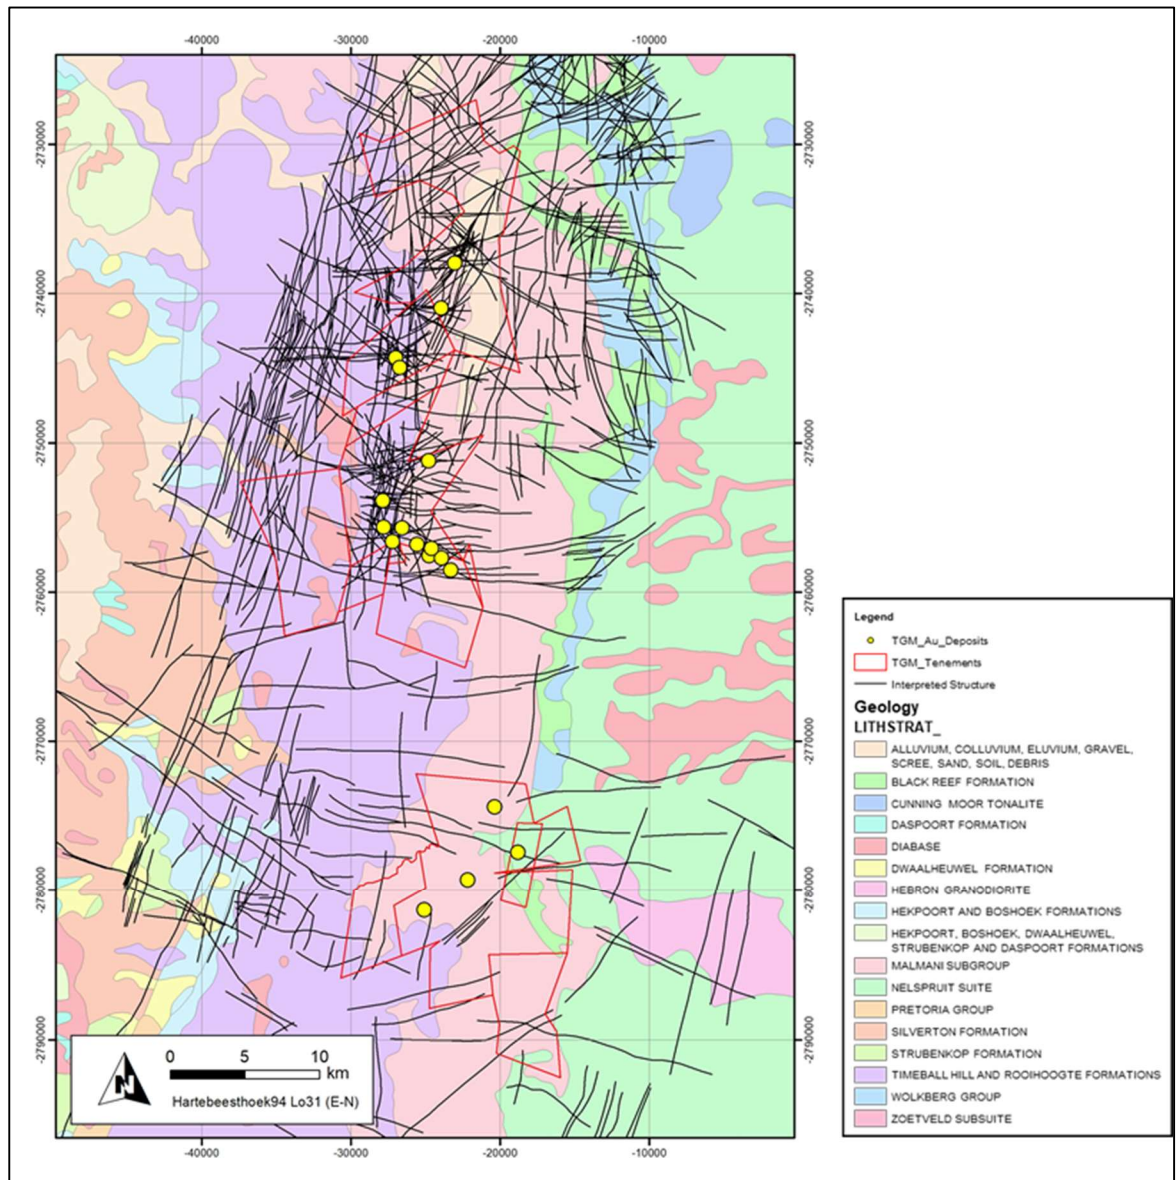 -40000 -30000 -20000 -10000
-2730000 -2730000
-2740000 -2740000
-2750000 -2750000
-2760000 -2760000
-2770000 -2770000
-2780000 -2780000
-2790000 -2790000
N
0 5 10
km
Hartebeesthoek94 Lo31 (E-N)
-40000 -30000 -20000 -10000
Legend
TGM_Au_Deposits
TGM_Tenements
Interpreted Structure
Geology
LITHSTRAT_
ALLUVIUM, COLLUVIUM, ELUVIUM, GRAVEL,
SCREE, SAND, SOIL, DEBRIS
BLACK REEF FORMATION
CUNNING MOOR TONALITE
DASPOORT FORMATION
DIABASE
DWAALHEUWEL FORMATION
HEBRON GRANODIORITE
HEKPOORT AND BOSHOEK FORMATIONS
HEKPOORT, BOSHOEK, DWAALHEUWEL,
STRUBENKOP AND DASPOORT FORMATIONS
MALMANI SUBGROUP
NELSPRUIT SUITE
PRETORIA GROUP
SILVERTON FORMATION
STRUBENKOP FORMATION
TIMEBALL HILL AND ROOIHOOGTE FORMATIONS
WOLKBERG GROUP
ZOETVELD SUBSUITE